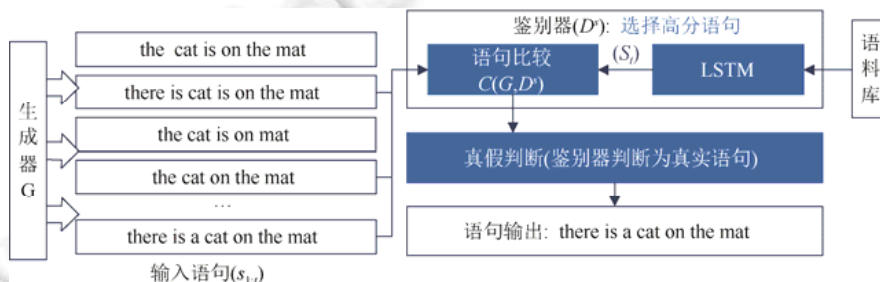 生成器G
the cat is on the mat
there is cat is on the mat
the cat is on mat
the cat on the mat
…
there is a cat on the mat
输入语句(s₁:ₜ)
鉴别器(Dˢ): 选择高分语句
语句比较
C(G,Dˢ)
(Sₜ)
LSTM
语料库
真假判断(鉴别器判断为真实语句)
语句输出: there is a cat on the mat